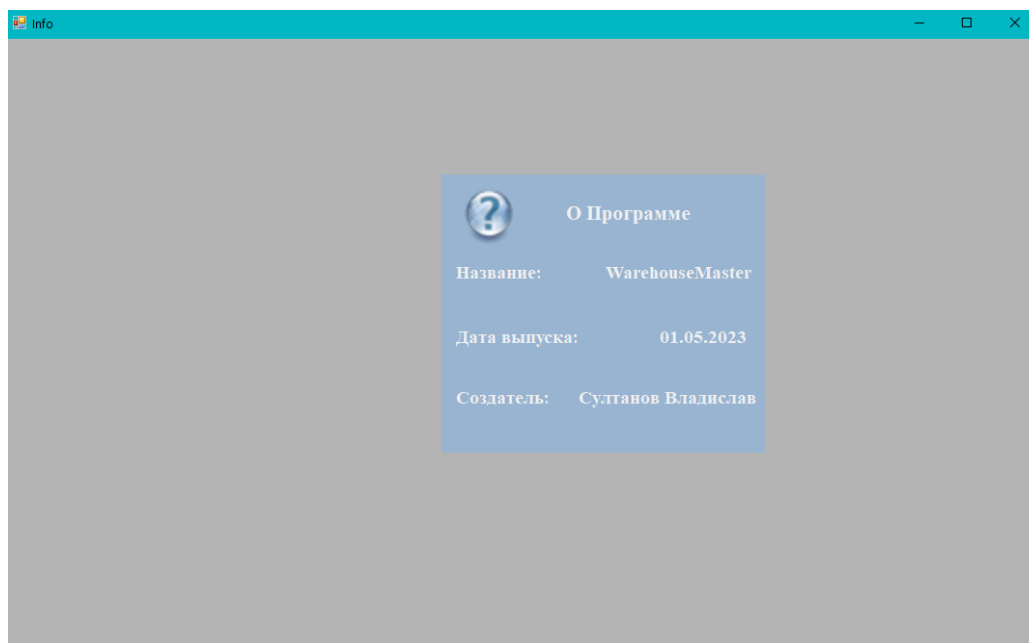 Info
О Программе
Название: WarehouseMaster
Дата выпуска: 01.05.2023
Создатель: Султанов Владислав